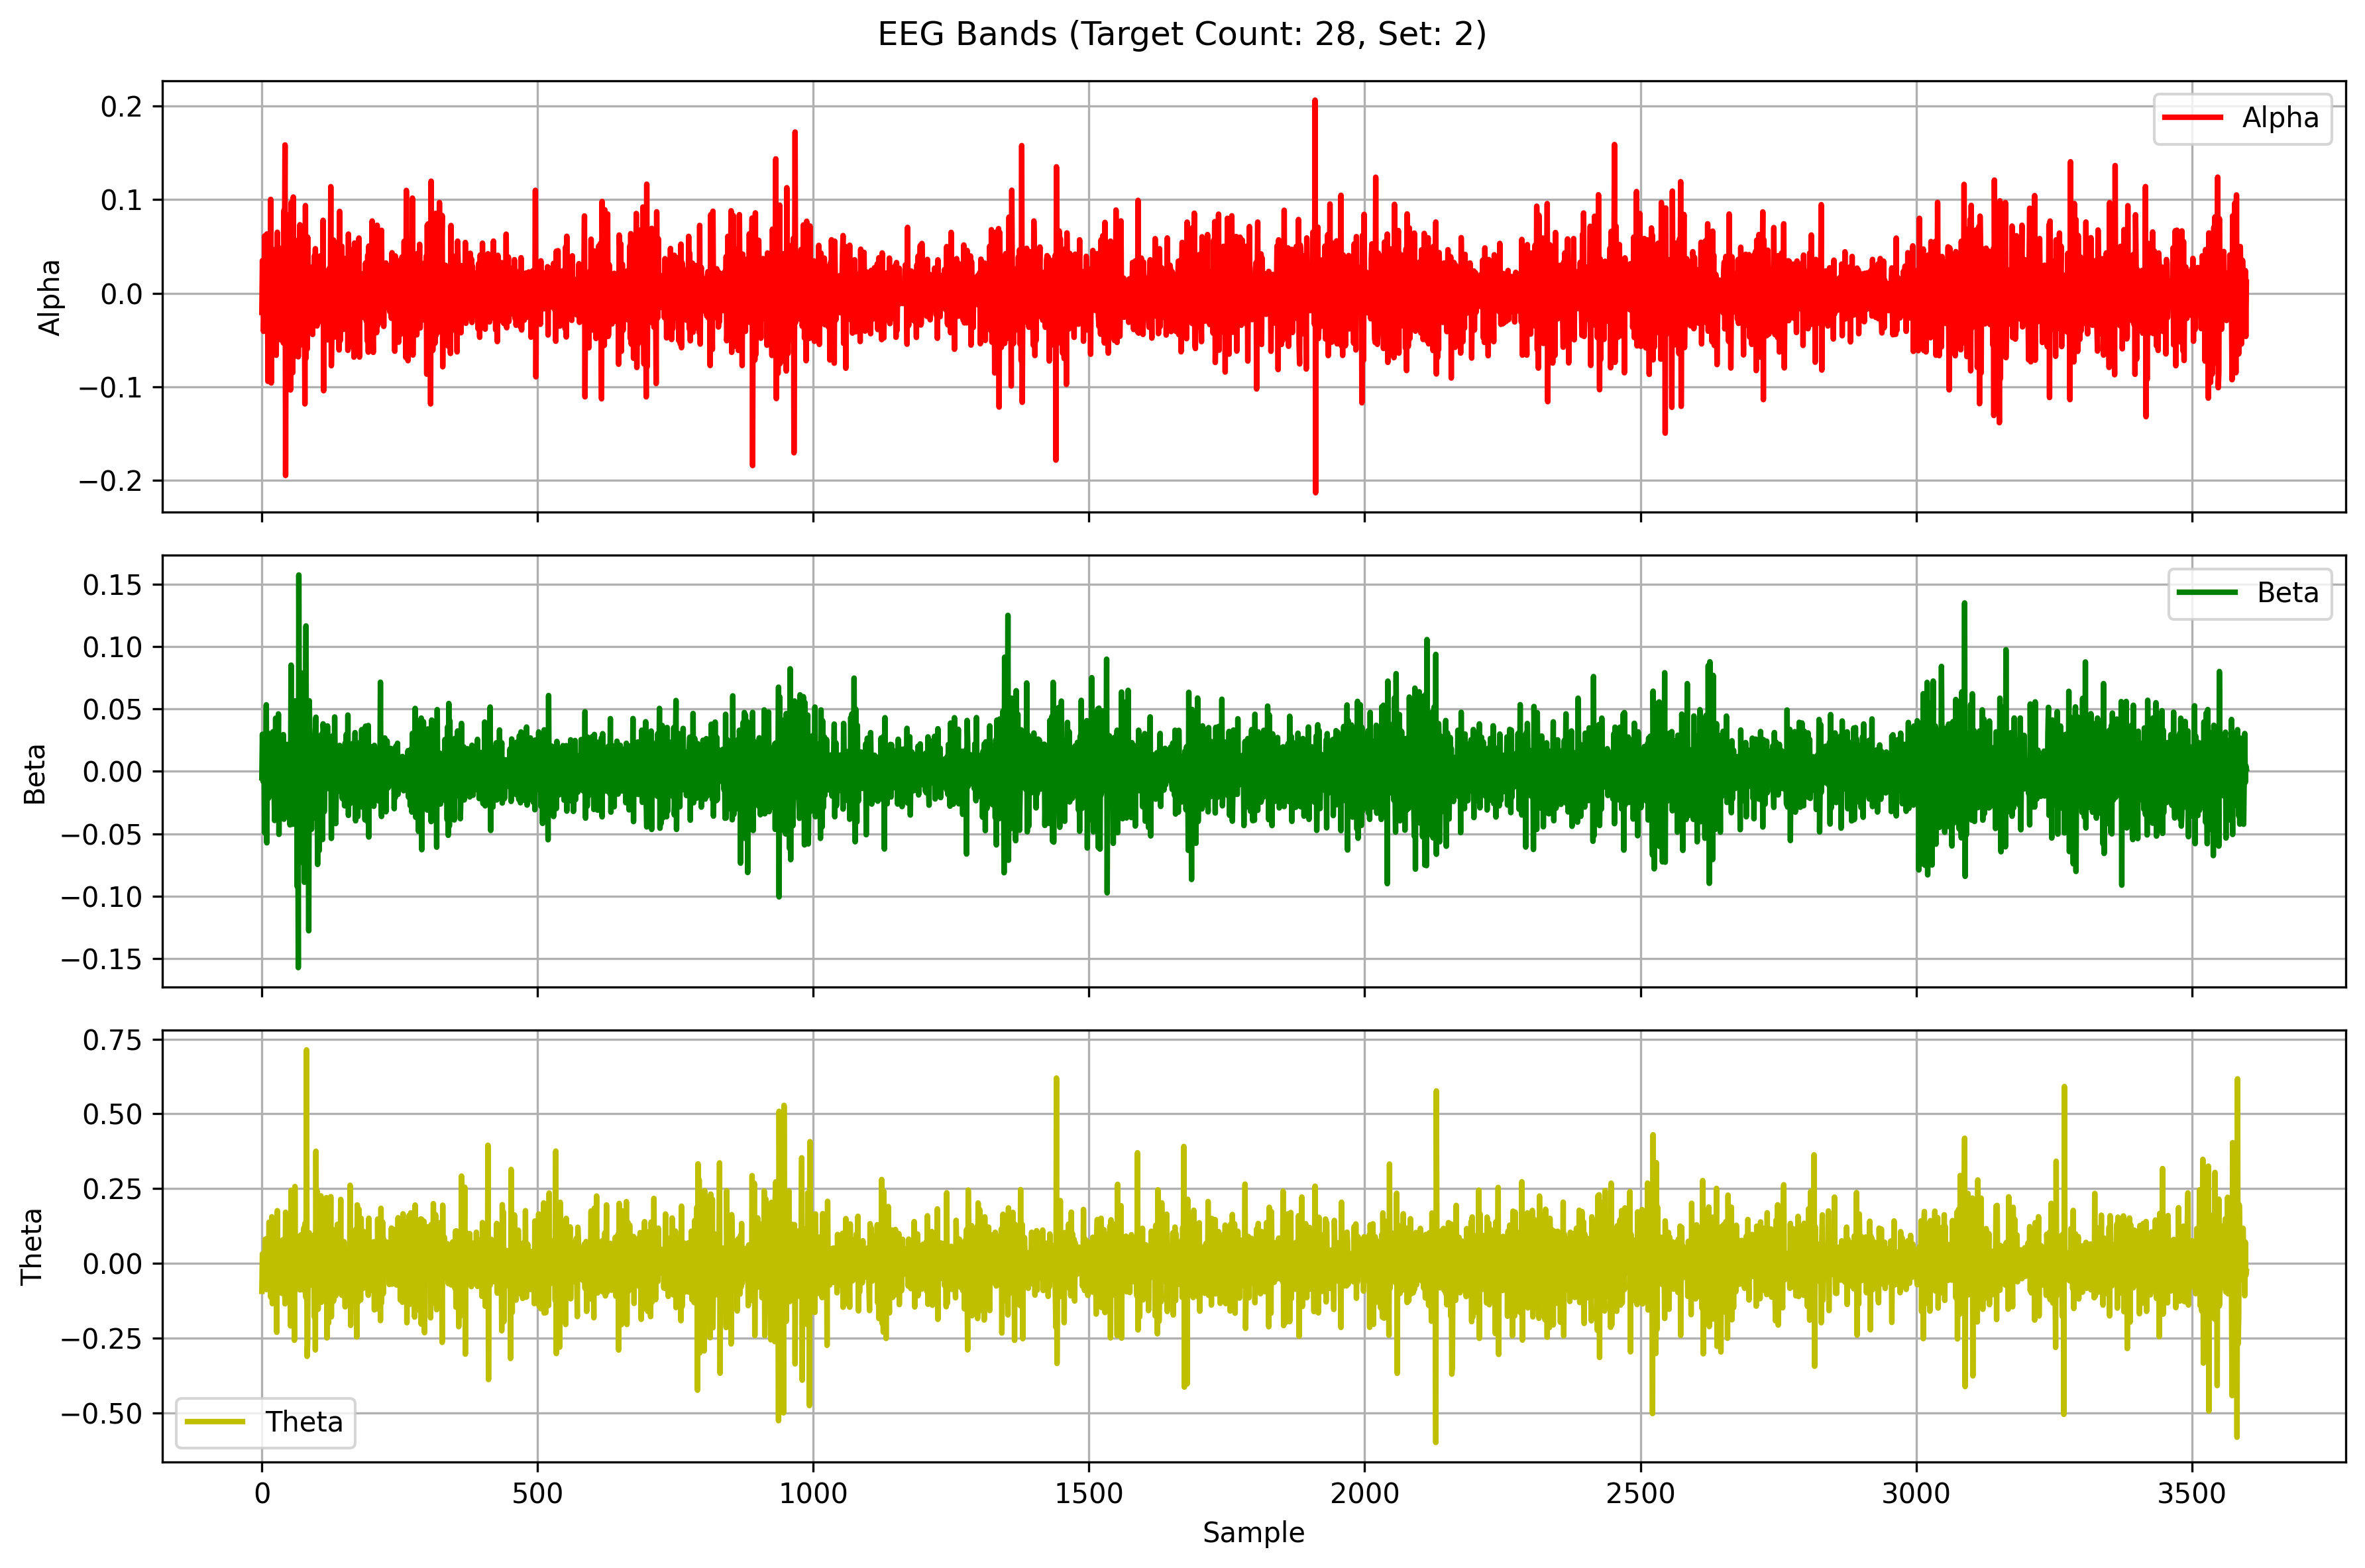 EEG Bands (Target Count: 28, Set: 2)
0.2
0.1
0.0
−0.1
−0.2
Alpha
Alpha
0.15
0.10
0.05
0.00
−0.05
−0.10
−0.15
Beta
Beta
0.75
0.50
0.25
0.00
−0.25
−0.50
Theta
Theta
0 500 1000 1500 2000 2500 3000 3500
Sample